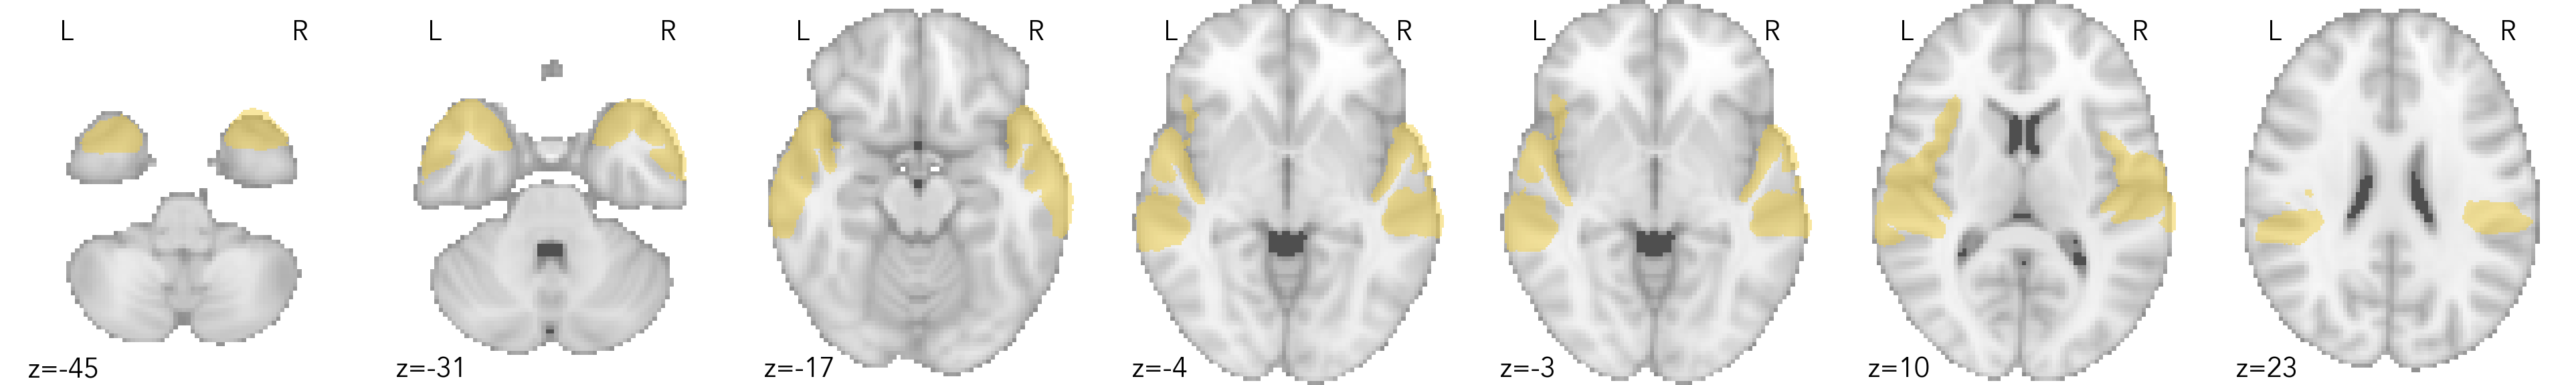 L R L R L R L R L R L R L R
z=-45 z=-31 z=-17 z=-4 z=-3 z=10 z=23